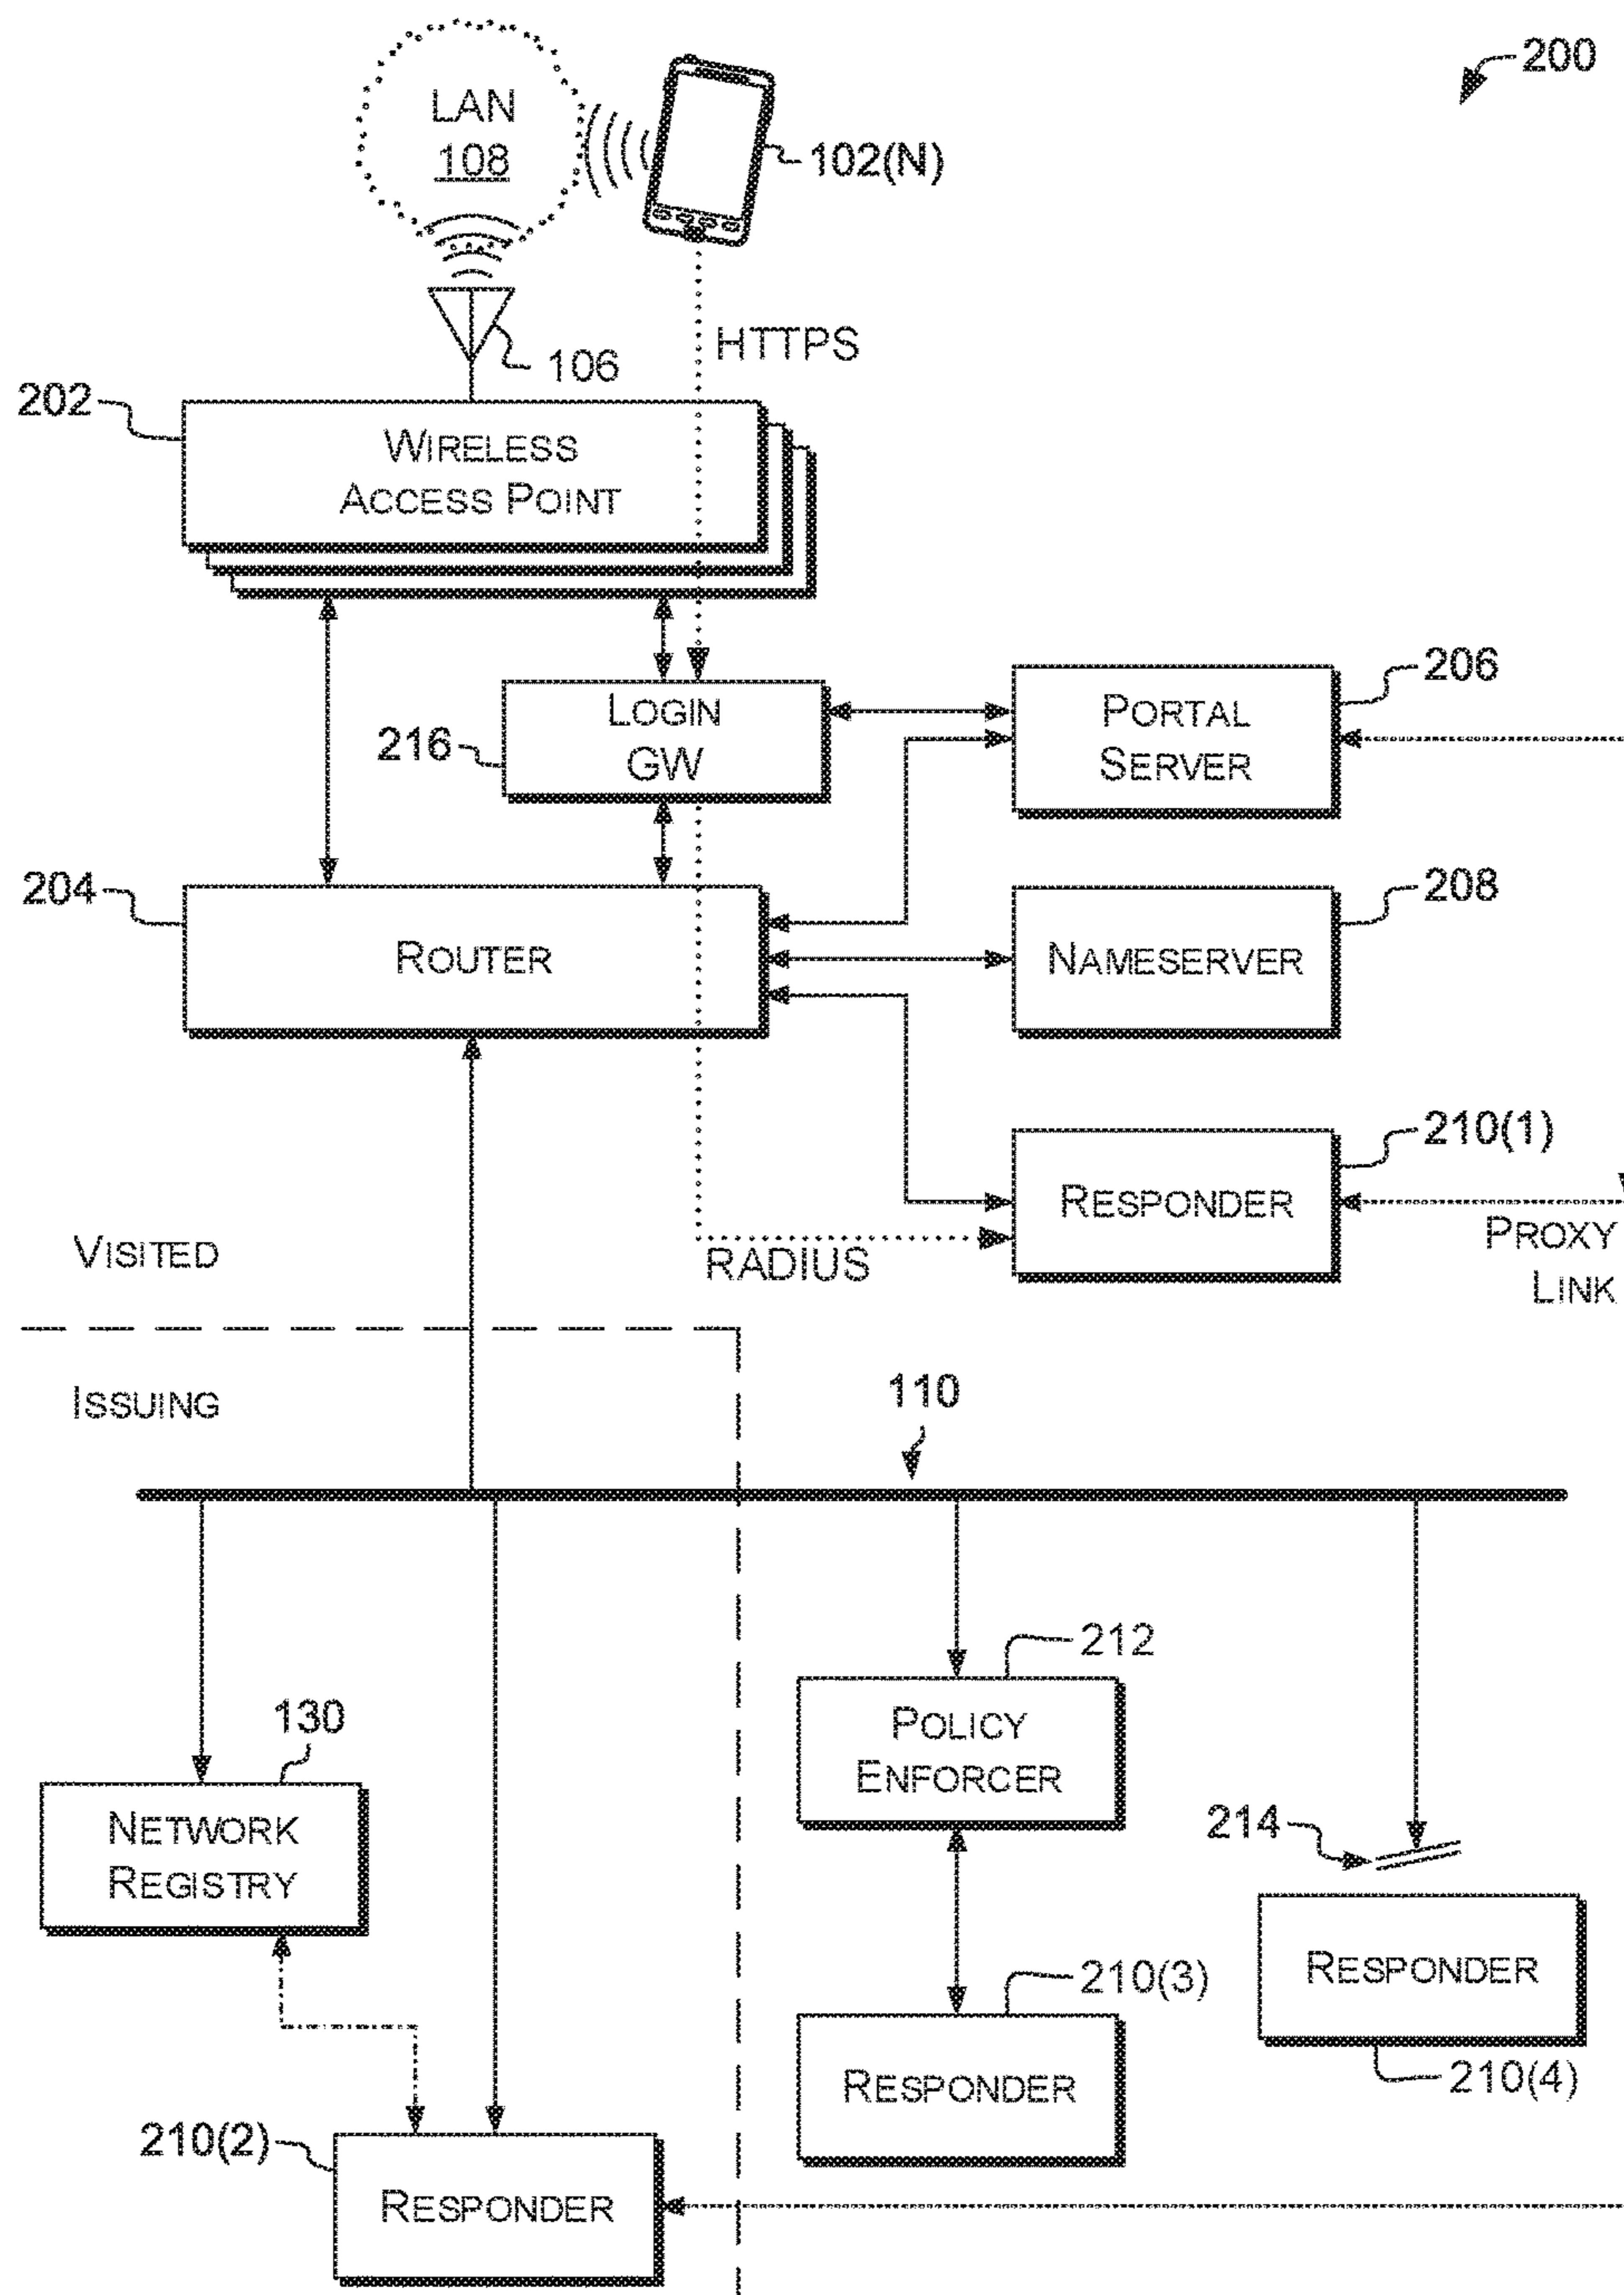 200
LAN
108
102(N)
HTTPS
106
202
WIRELESS
ACCESS POINT
206
LOGIN
GW
216
PORTAL
SERVER
204
208
ROUTER
NAMESERVER
210(1)
RESPONDER
PROXY
LINK
VISITED
RADIUS
ISSUING
110
212
130
POLICY
ENFORCER
NETWORK
REGISTRY
214
RESPONDER
210(3)
210(4)
RESPONDER
210(2)
RESPONDER